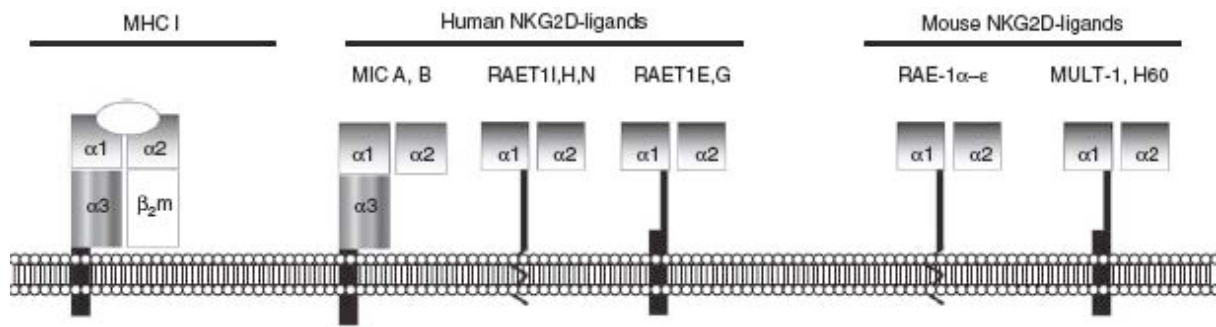 MHC I Human NKG2D-ligands Mouse NKG2D-ligands
MIC A, B RAET1I,H,N RAET1E,G RAE-1α–ε MULT-1, H60
α1 α2 α1 α2 α1 α2 α1 α2 α1 α2 α1 α2
α3 β₂m α3